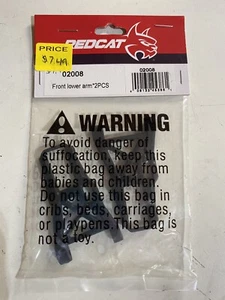 PRICE
$7.49
REDCAT
02008
02008
Front lower arm*2PCS
WARNING
To avoid danger of
suffocation, keep this
plastic bag away from
babies and children.
Do not use this bag in
cribs, beds, carriages,
or playpens. This bag is
not a toy.